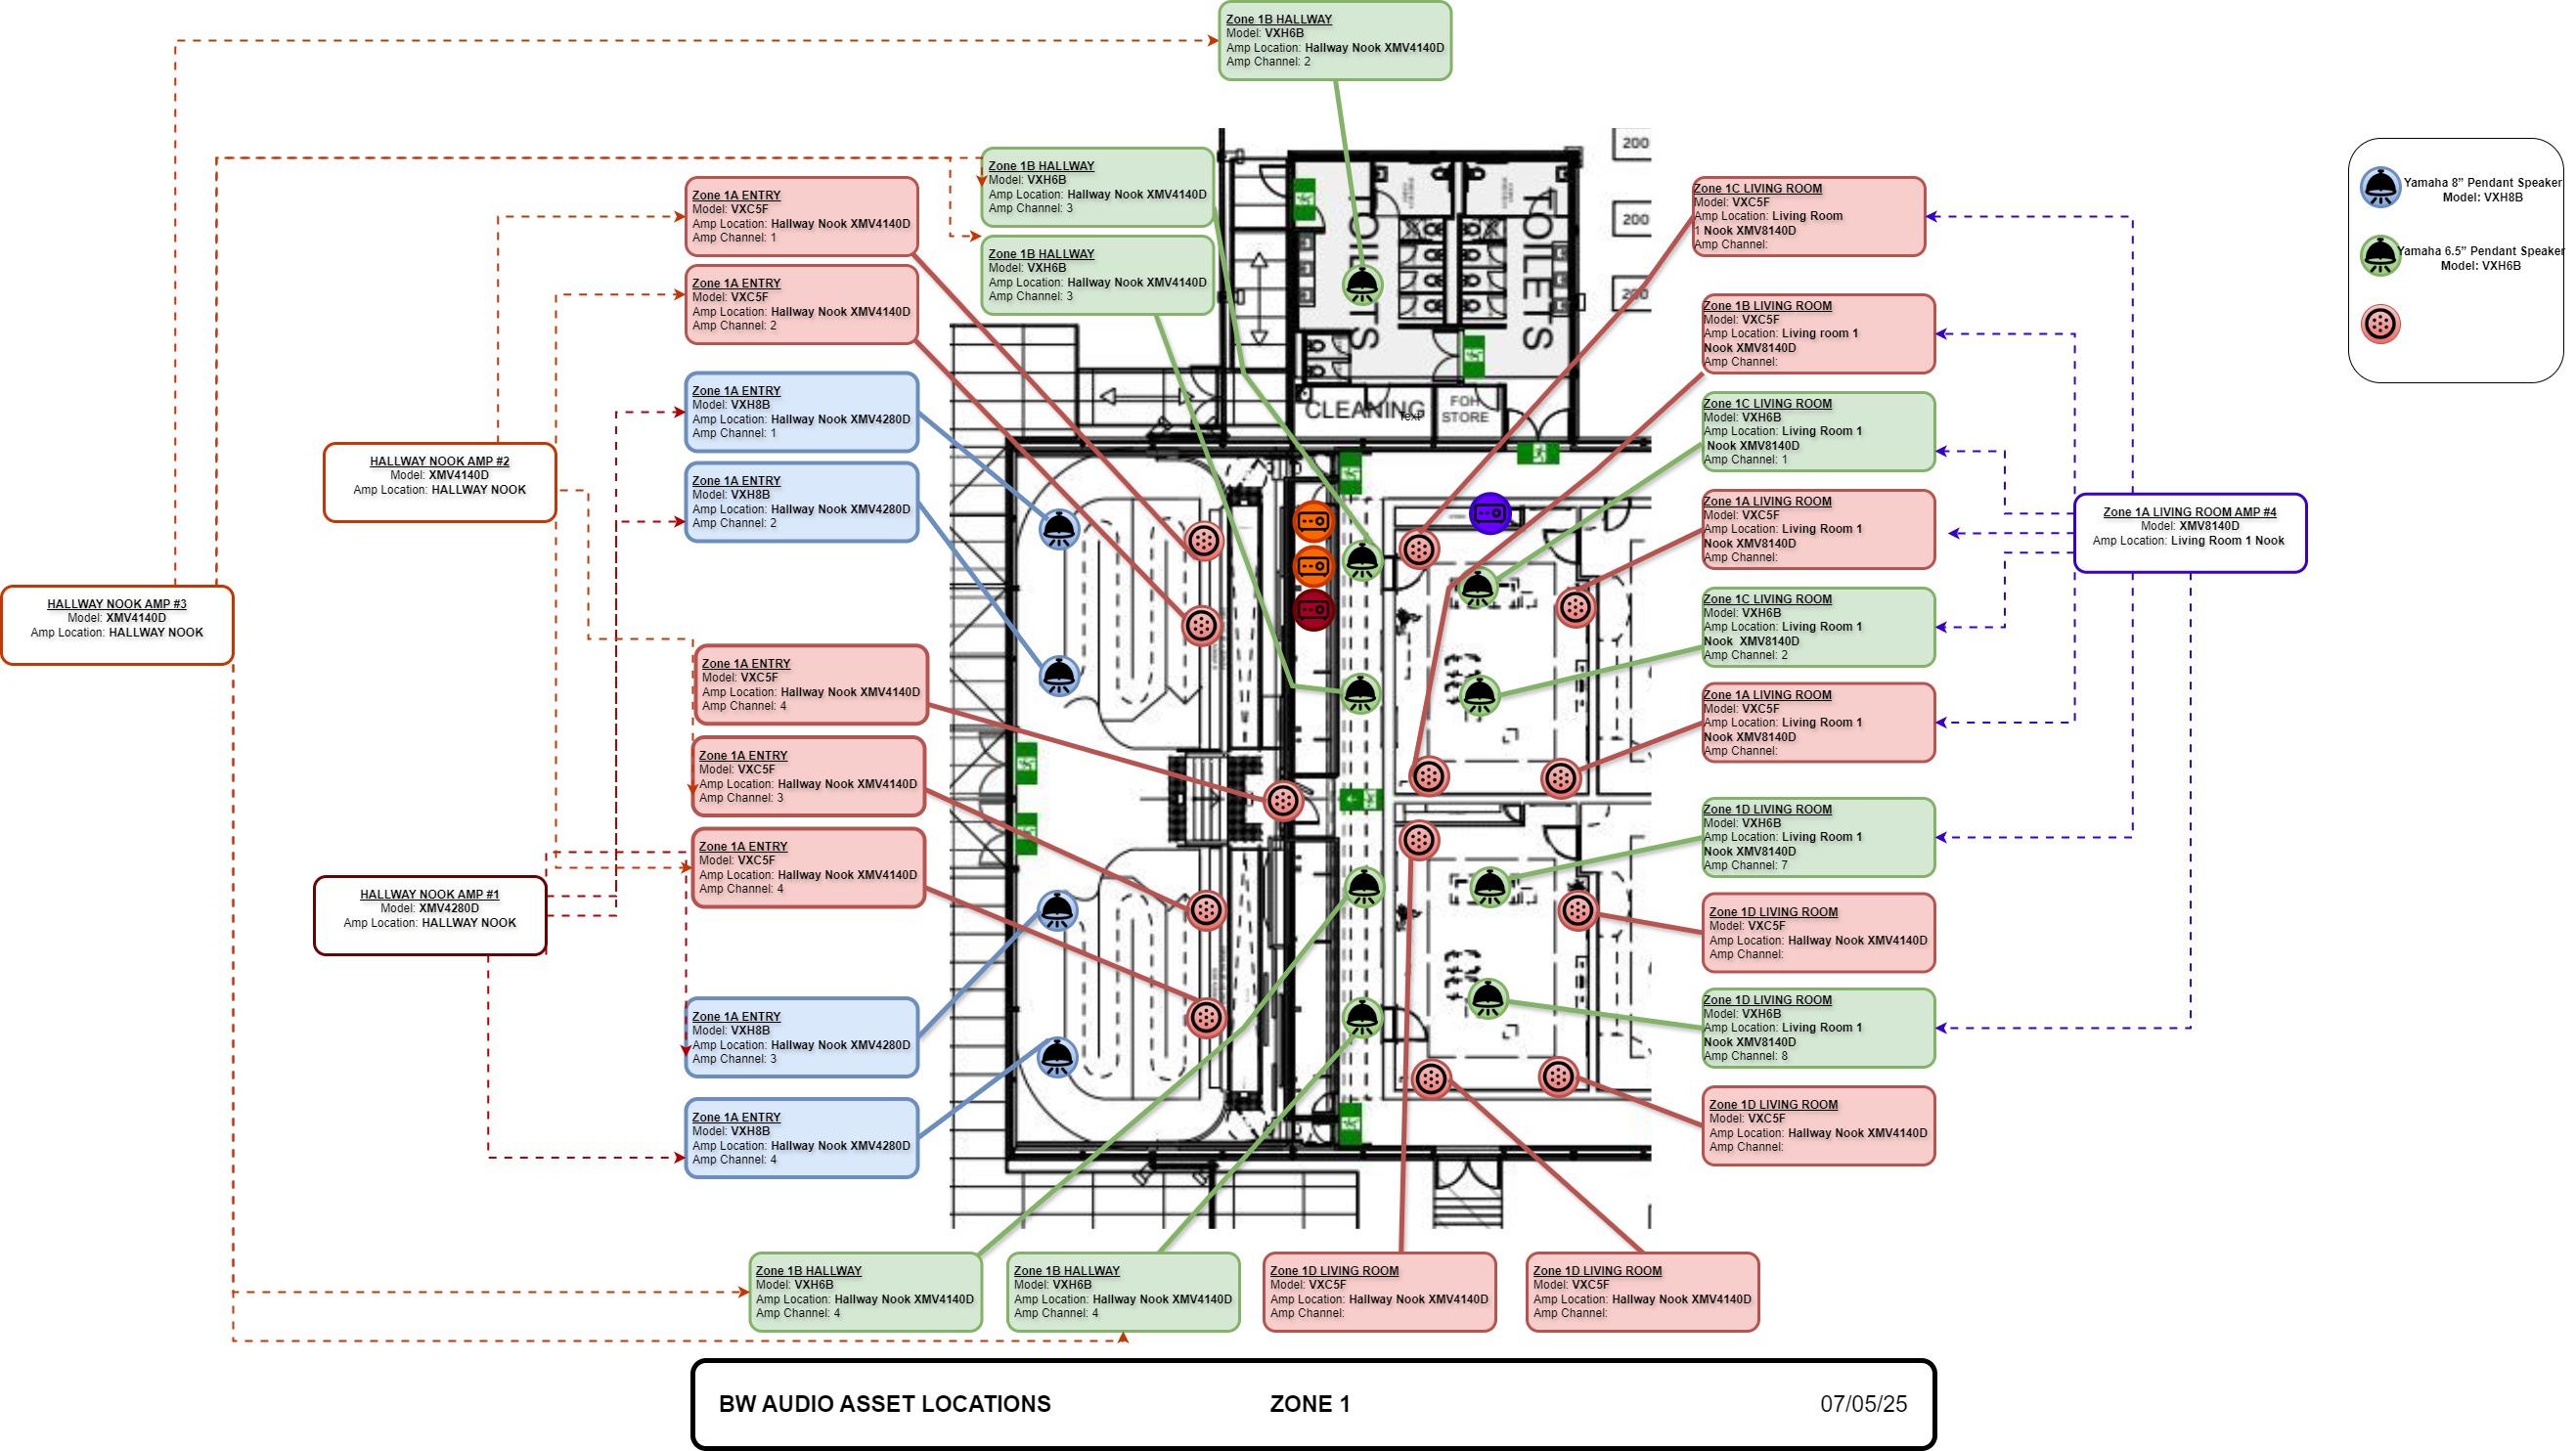 Zone 1B HALLWAY
Model: VXH6B
Amp Location: Hallway Nook XMV4140D
Amp Channel: 2
Zone 1B HALLWAY
Model: VXH6B
Amp Location: Hallway Nook XMV4140D
Amp Channel: 3
Zone 1B HALLWAY
Model: VXH6B
Amp Location: Hallway Nook XMV4140D
Amp Channel: 3
Zone 1A ENTRY
Model: VXC5F
Amp Location: Hallway Nook XMV4140D
Amp Channel: 1
Zone 1A ENTRY
Model: VXC5F
Amp Location: Hallway Nook XMV4140D
Amp Channel: 2
Zone 1A ENTRY
Model: VXH8B
Amp Location: Hallway Nook XMV4280D
Amp Channel: 1
Zone 1A ENTRY
Model: VXH8B
Amp Location: Hallway Nook XMV4280D
Amp Channel: 2
HALLWAY NOOK AMP #2
Model: XMV4140D
Amp Location: HALLWAY NOOK
HALLWAY NOOK AMP #3
Model: XMV4140D
Amp Location: HALLWAY NOOK
Zone 1A ENTRY
Model: VXC5F
Amp Location: Hallway Nook XMV4140D
Amp Channel: 4
Zone 1A ENTRY
Model: VXC5F
Amp Location: Hallway Nook XMV4140D
Amp Channel: 3
Zone 1A ENTRY
Model: VXC5F
Amp Location: Hallway Nook XMV4140D
Amp Channel: 4
HALLWAY NOOK AMP #1
Model: XMV4280D
Amp Location: HALLWAY NOOK
Zone 1A ENTRY
Model: VXH8B
Amp Location: Hallway Nook XMV4280D
Amp Channel: 3
Zone 1A ENTRY
Model: VXH8B
Amp Location: Hallway Nook XMV4280D
Amp Channel: 4
TOILETS
TOILETS
CLEANING
Text
FOH
STORE
200
200
200
Zone 1C LIVING ROOM
Model: VXC5F
Amp Location: Living Room
1 Nook XMV8140D
Amp Channel:
Zone 1B LIVING ROOM
Model: VXC5F
Amp Location: Living room 1
Nook XMV8140D
Amp Channel:
Zone 1C LIVING ROOM
Model: VXH6B
Amp Location: Living Room 1
Nook XMV8140D
Amp Channel: 1
Zone 1A LIVING ROOM
Model: VXC5F
Amp Location: Living Room 1
Nook XMV8140D
Amp Channel:
Zone 1C LIVING ROOM
Model: VXH6B
Amp Location: Living Room 1
Nook XMV8140D
Amp Channel: 2
Zone 1A LIVING ROOM
Model: VXC5F
Amp Location: Living Room 1
Nook XMV8140D
Amp Channel:
Zone 1D LIVING ROOM
Model: VXH6B
Amp Location: Living Room 1
Nook XMV8140D
Amp Channel: 7
Zone 1D LIVING ROOM
Model: VXC5F
Amp Location: Hallway Nook XMV4140D
Amp Channel:
Zone 1D LIVING ROOM
Model: VXH6B
Amp Location: Living Room 1
Nook XMV8140D
Amp Channel: 8
Zone 1D LIVING ROOM
Model: VXC5F
Amp Location: Hallway Nook XMV4140D
Amp Channel:
Zone 1A LIVING ROOM AMP #4
Model: XMV8140D
Amp Location: Living Room 1 Nook
Yamaha 8” Pendant Speaker
Model: VXH8B
Yamaha 6.5” Pendant Speaker
Model: VXH6B
Zone 1B HALLWAY
Model: VXH6B
Amp Location: Hallway Nook XMV4140D
Amp Channel: 4
Zone 1B HALLWAY
Model: VXH6B
Amp Location: Hallway Nook XMV4140D
Amp Channel: 4
Zone 1D LIVING ROOM
Model: VXC5F
Amp Location: Hallway Nook XMV4140D
Amp Channel:
Zone 1D LIVING ROOM
Model: VXC5F
Amp Location: Hallway Nook XMV4140D
Amp Channel:
BW AUDIO ASSET LOCATIONS
ZONE 1
07/05/25